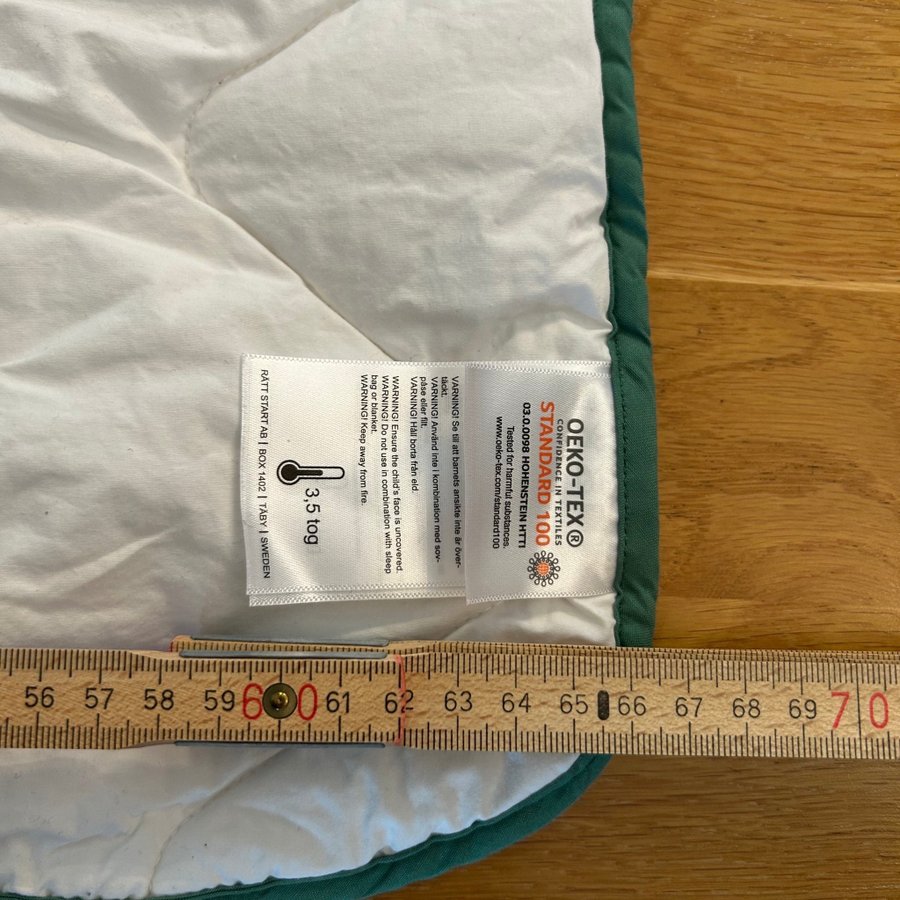 OEKO-TEX®
CONFIDENCE IN TEXTILES
STANDARD 100
03.0.0098 HOHENSTEIN HTTI
Tested for harmful substances.
www.oeko-tex.com/standard100
VARNING! Se till att barnets ansikte inte är över-
täckt.
VARNING! Använd inte i kombination med sov-
påse eller filt.
VARNING! Håll borta från eld.
WARNING! Ensure the child's face is uncovered.
WARNING! Do not use in combination with sleep
bag or blanket.
WARNING! Keep away from fire.
3,5 tog
RÄTT START AB | BOX 1402 | TÄBY | SWEDEN
56 57 58 59 60 61 62 63 64 65 66 67 68 69 70